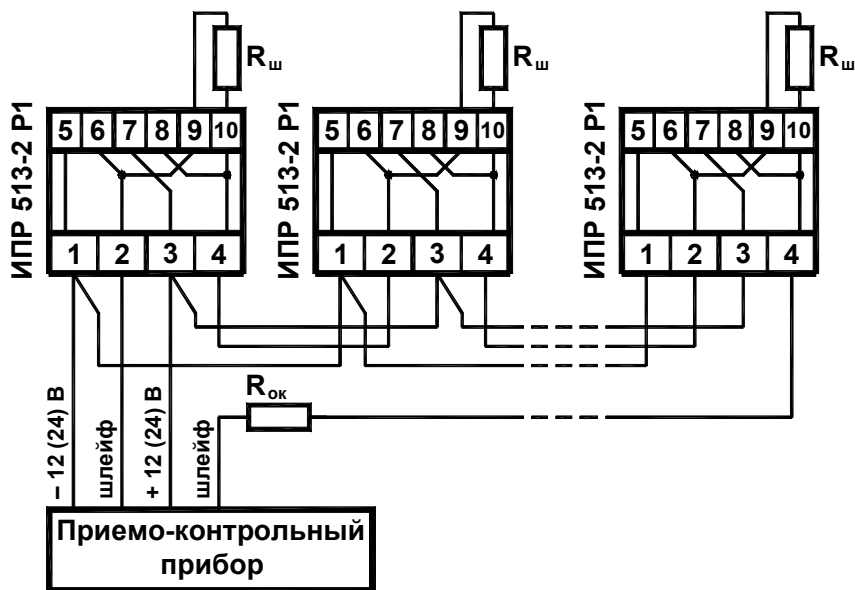 Rш
Rш
Rш
ИПР 513-2 Р1
5 6 7 8 9 10
1 2 3 4
ИПР 513-2 Р1
5 6 7 8 9 10
1 2 3 4
ИПР 513-2 Р1
5 6 7 8 9 10
1 2 3 4
Rок
– 12 (24) В
шлейф
+ 12 (24) В
шлейф
Приемо-контрольный
прибор